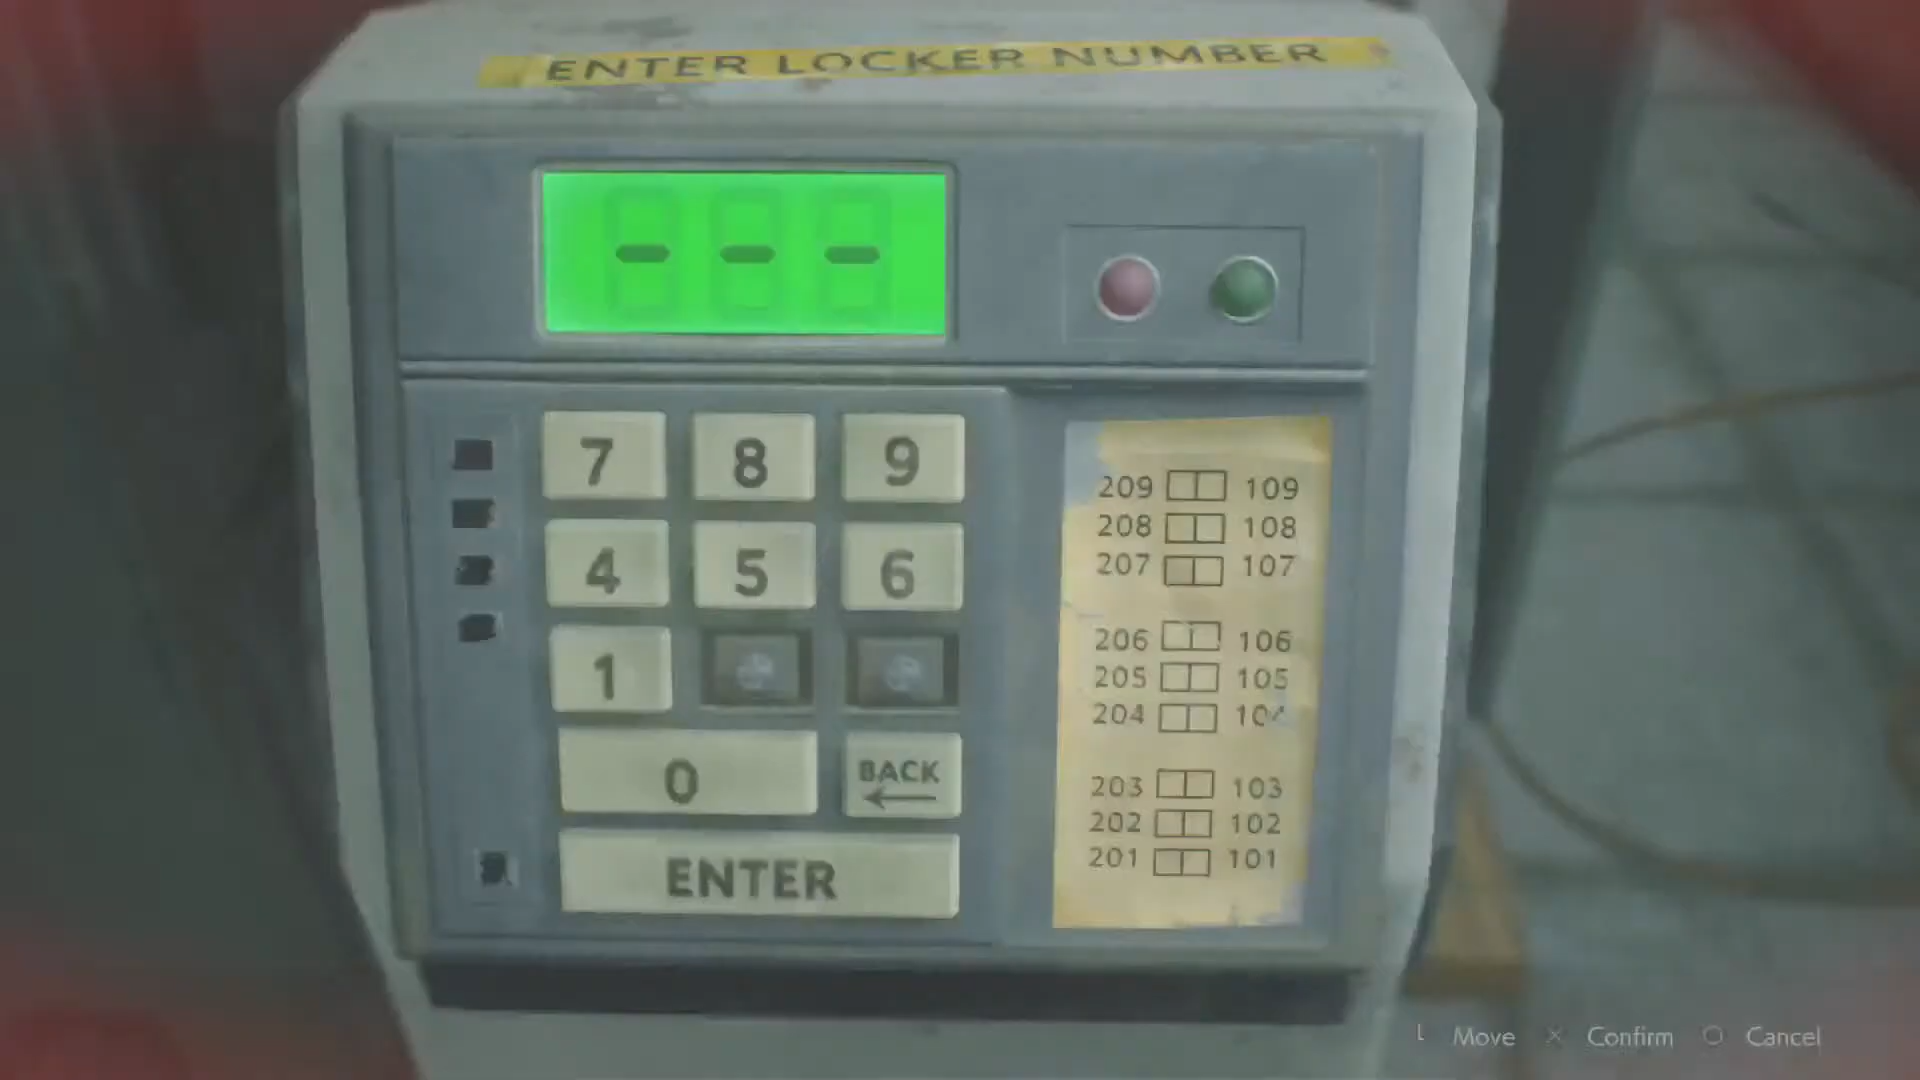 ENTER LOCKER NUMBER
---
7 8 9
4 5 6
1
0 BACK
ENTER
209 109
208 108
207 107
206 106
205 105
204 104
203 103
202 102
201 101
L Move × Confirm ○ Cancel